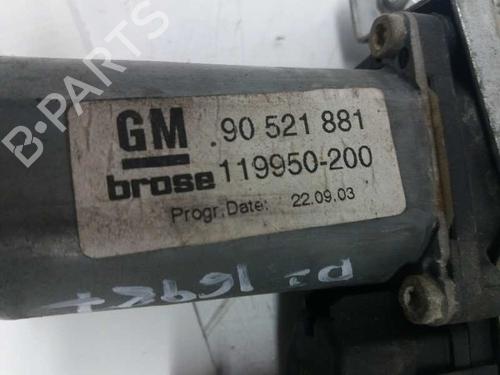 GM 90 521 881
brose 119950-200
Progr.Date: 22.09.03
B-PARTS